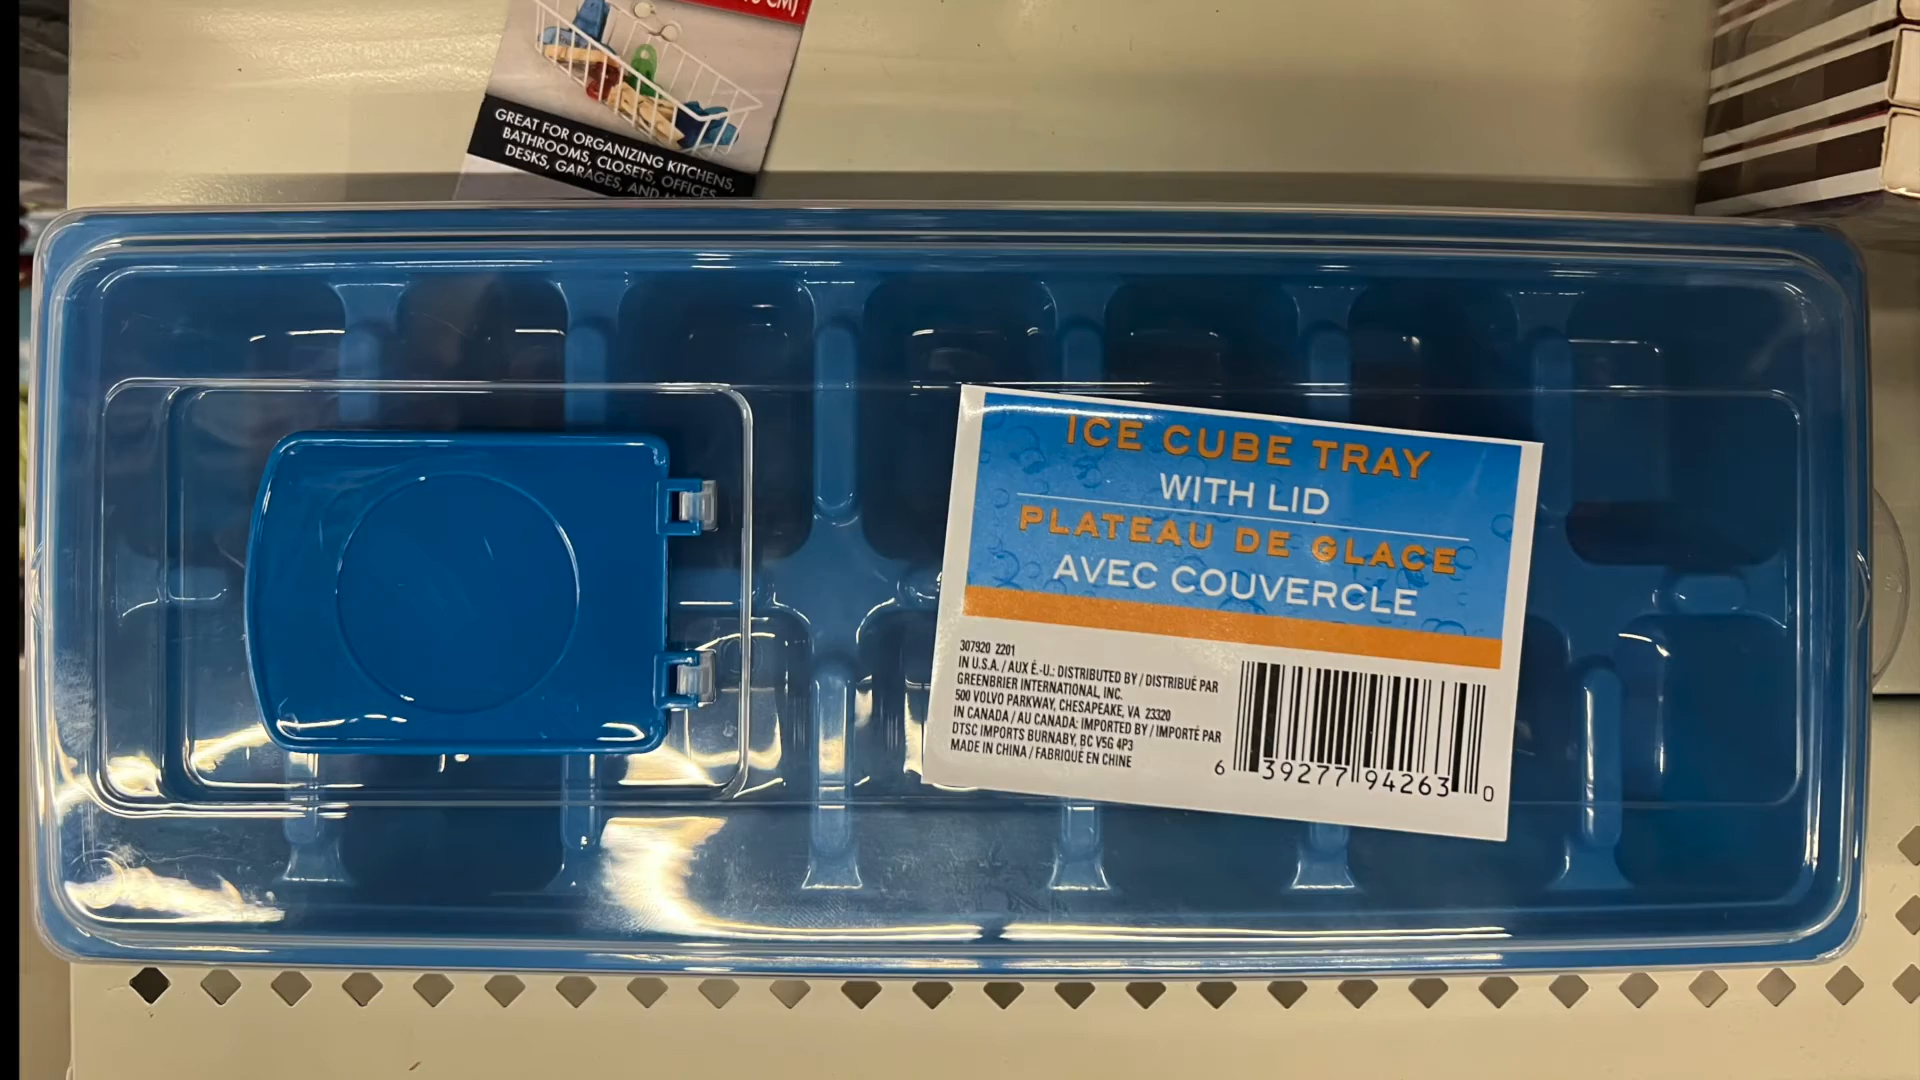 CM)
GREAT FOR ORGANIZING KITCHENS,
BATHROOMS, CLOSETS, OFFICES,
DESKS, GARAGES, AND
ICE CUBE TRAY
WITH LID
PLATEAU DE GLACE
AVEC COUVERCLE
307920 2201
IN U.S.A. / AUX É.-U.: DISTRIBUTED BY / DISTRIBUÉ PAR
GREENBRIER INTERNATIONAL, INC.
500 VOLVO PARKWAY, CHESAPEAKE, VA 23320
IN CANADA / AU CANADA: IMPORTED BY / IMPORTÉ PAR
DTSC IMPORTS BURNABY, BC V5G 4P3
MADE IN CHINA / FABRIQUÉ EN CHINE
6 39277 94263 0